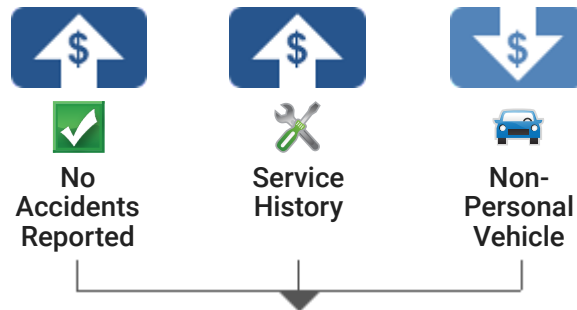 $ $ $
No Accidents Reported
Service History
Non-Personal Vehicle